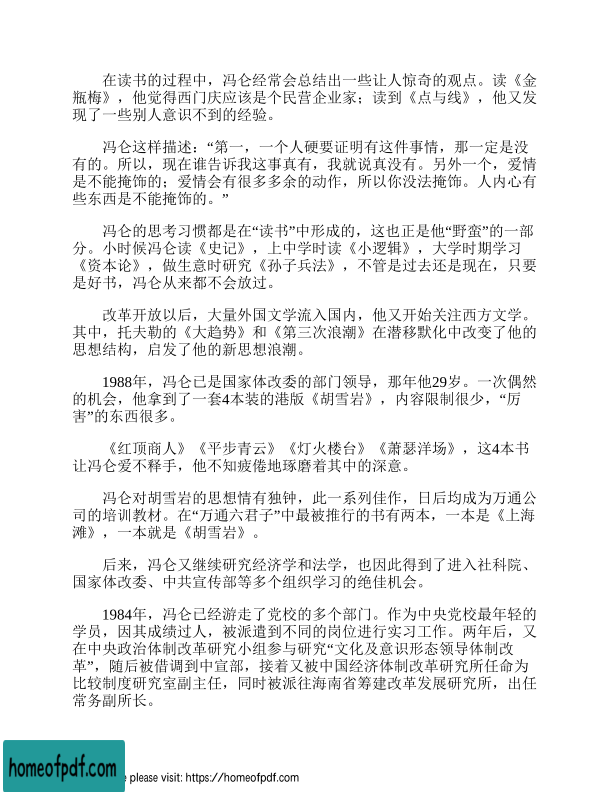 在读书的过程中，冯仑经常会总结出一些让人惊奇的观点。读《金
瓶梅》，他觉得西门庆应该是个民营企业家；读到《点与线》，他又发
现了一些别人意识不到的经验。
冯仑这样描述：“第一，一个人硬要证明有这件事情，那一定是没
有的。所以，现在谁告诉我这事真有，我就说真没有。另外一个，爱情
是不能掩饰的；爱情会有很多多余的动作，所以你没法掩饰。人内心有
些东西是不能掩饰的。”
冯仑的思考习惯都是在“读书”中形成的，这也正是他“野蛮”的一部
分。小时候冯仑读《史记》，上中学时读《小逻辑》，大学时期学习
《资本论》，做生意时研究《孙子兵法》，不管是过去还是现在，只要
是好书，冯仑从来都不会放过。
改革开放以后，大量外国文学流入国内，他又开始关注西方文学。
其中，托夫勒的《大趋势》和《第三次浪潮》在潜移默化中改变了他的
思想结构，启发了他的新思想浪潮。
1988年，冯仑已是国家体改委的部门领导，那年他29岁。一次偶然
的机会，他拿到了一套4本装的港版《胡雪岩》，内容限制很少，“厉
害”的东西很多。
《红顶商人》《平步青云》《灯火楼台》《萧瑟洋场》，这4本书
让冯仑爱不释手，他不知疲倦地琢磨着其中的深意。
冯仑对胡雪岩的思想情有独钟，此一系列佳作，日后均成为万通公
司的培训教材。在“万通六君子”中最被推行的书有两本，一本是《上海
滩》，一本就是《胡雪岩》。
后来，冯仑又继续研究经济学和法学，也因此得到了进入社科院、
国家体改委、中共宣传部等多个组织学习的绝佳机会。
1984年，冯仑已经游走了党校的多个部门。作为中央党校最年轻的
学员，因其成绩过人，被派遣到不同的岗位进行实习工作。两年后，又
在中央政治体制改革研究小组参与研究“文化及意识形态领导体制改
革”，随后被借调到中宣部，接着又被中国经济体制改革研究所任命为
比较制度研究室副主任，同时被派往海南省筹建改革发展研究所，出任
常务副所长。
homeofpdf.com
e please visit: https://homeofpdf.com